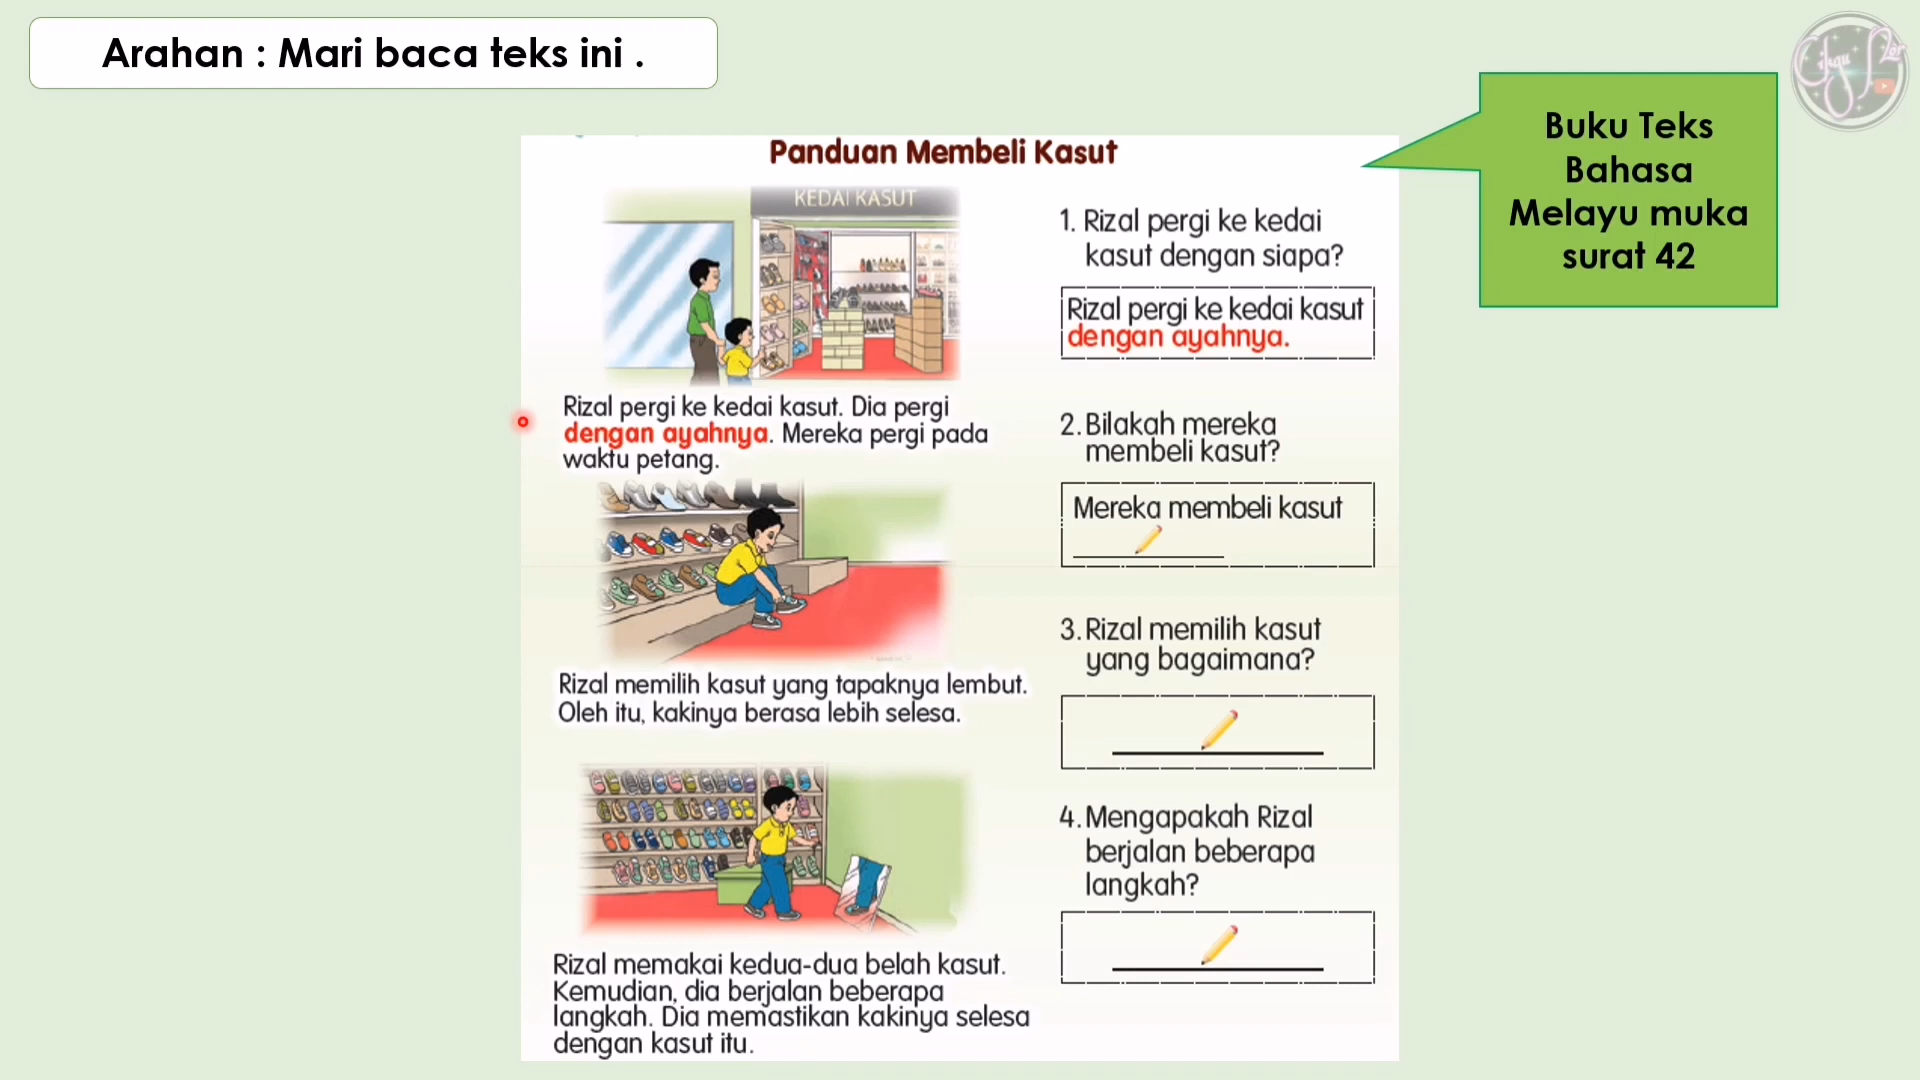 Arahan : Mari baca teks ini .
Buku Teks
Bahasa
Melayu muka
surat 42
Panduan Membeli Kasut
KEDAI KASUT
Rizal pergi ke kedai kasut. Dia pergi
dengan ayahnya. Mereka pergi pada
waktu petang.
Rizal memilih kasut yang tapaknya lembut.
Oleh itu, kakinya berasa lebih selesa.
Rizal memakai kedua-dua belah kasut.
Kemudian, dia berjalan beberapa
langkah. Dia memastikan kakinya selesa
dengan kasut itu.
1. Rizal pergi ke kedai
kasut dengan siapa?
Rizal pergi ke kedai kasut
dengan ayahnya.
2. Bilakah mereka
membeli kasut?
Mereka membeli kasut
3. Rizal memilih kasut
yang bagaimana?
4. Mengapakah Rizal
berjalan beberapa
langkah?